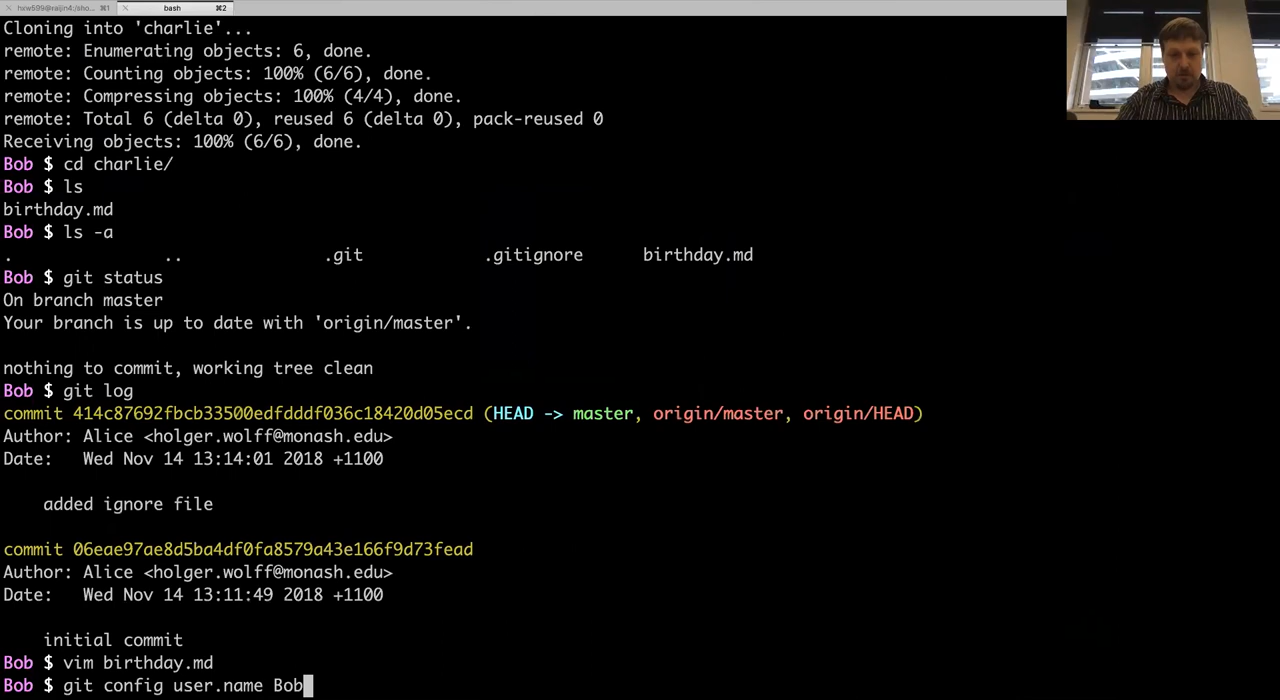 hxw599@raijin4:/sho... ⌘1
bash ⌘2
Cloning into 'charlie'...
remote: Enumerating objects: 6, done.
remote: Counting objects: 100% (6/6), done.
remote: Compressing objects: 100% (4/4), done.
remote: Total 6 (delta 0), reused 6 (delta 0), pack-reused 0
Receiving objects: 100% (6/6), done.
Bob $ cd charlie/
Bob $ ls
birthday.md
Bob $ ls -a
. .. .git .gitignore birthday.md
Bob $ git status
On branch master
Your branch is up to date with 'origin/master'.
nothing to commit, working tree clean
Bob $ git log
commit 414c87692fbcb33500edfdddf036c18420d05ecd (HEAD -> master, origin/master, origin/HEAD)
Author: Alice <holger.wolff@monash.edu>
Date: Wed Nov 14 13:14:01 2018 +1100
added ignore file
commit 06eae97ae8d5ba4df0fa8579a43e166f9d73fead
Author: Alice <holger.wolff@monash.edu>
Date: Wed Nov 14 13:11:49 2018 +1100
initial commit
Bob $ vim birthday.md
Bob $ git config user.name Bob